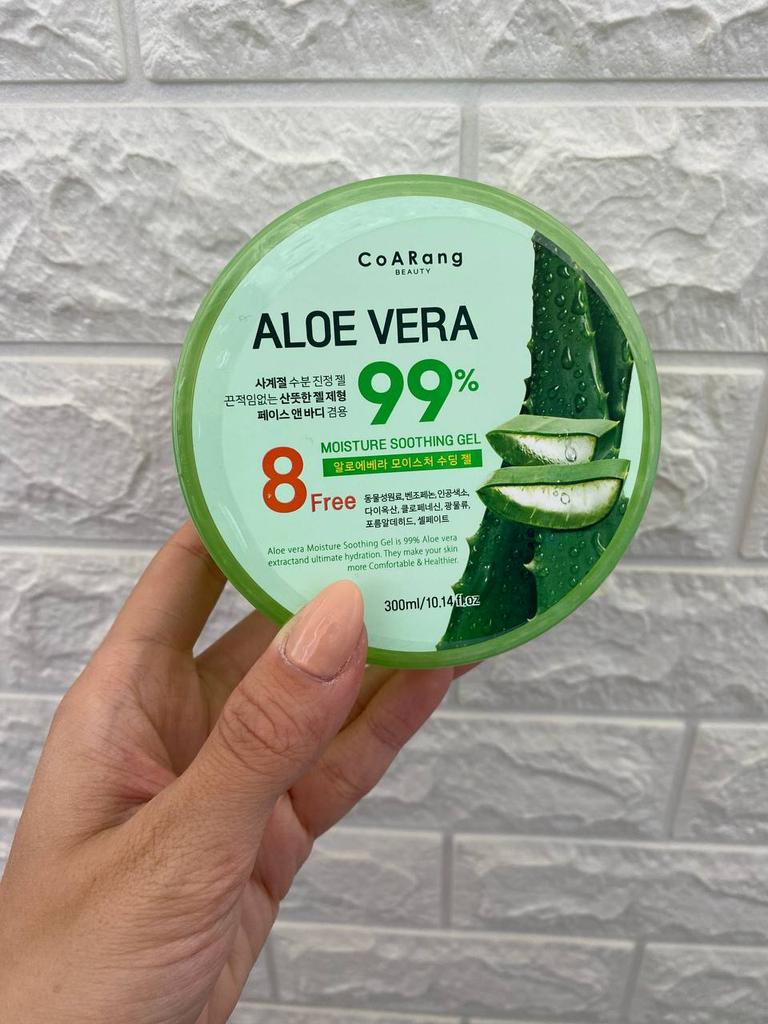 CoARang
BEAUTY
ALOE VERA
사계절 수분 진정 젤
끈적임없는 산뜻한 젤 제형
페이스 앤 바디 겸용
99%
MOISTURE SOOTHING GEL
알로에베라 모이스처 수딩 젤
8 Free
동물성원료, 벤조페논, 인공색소,
다이옥산, 클로페네신, 광물류,
포름알데히드, 셀페이트
Aloe vera Moisture Soothing Gel is 99% Aloe vera
extractand ultimate hydration. They make your skin
more Comfortable & Healthier.
300ml/10.14 fl.oz